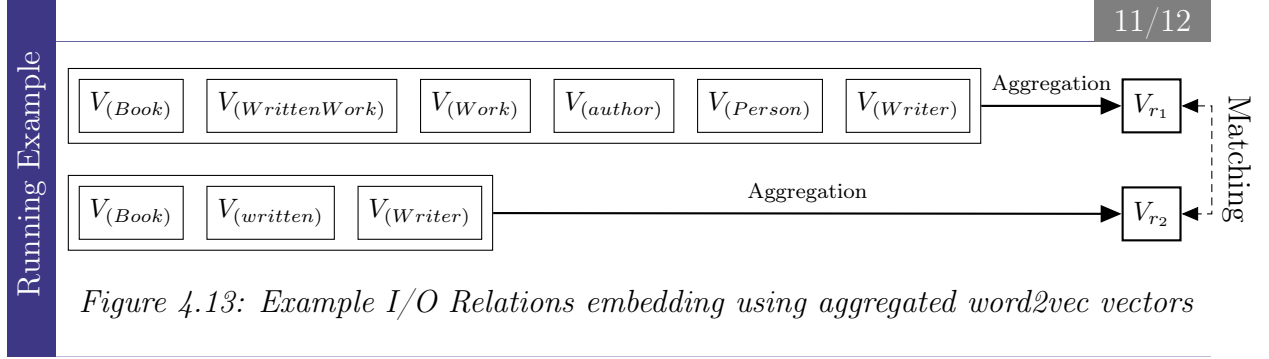 11/12
Running Example
V(Book) V(WrittenWork) V(Work) V(author) V(Person) V(Writer) Aggregation Vr1
Matching
V(Book) V(written) V(Writer) Aggregation Vr2
Figure 4.13: Example I/O Relations embedding using aggregated word2vec vectors